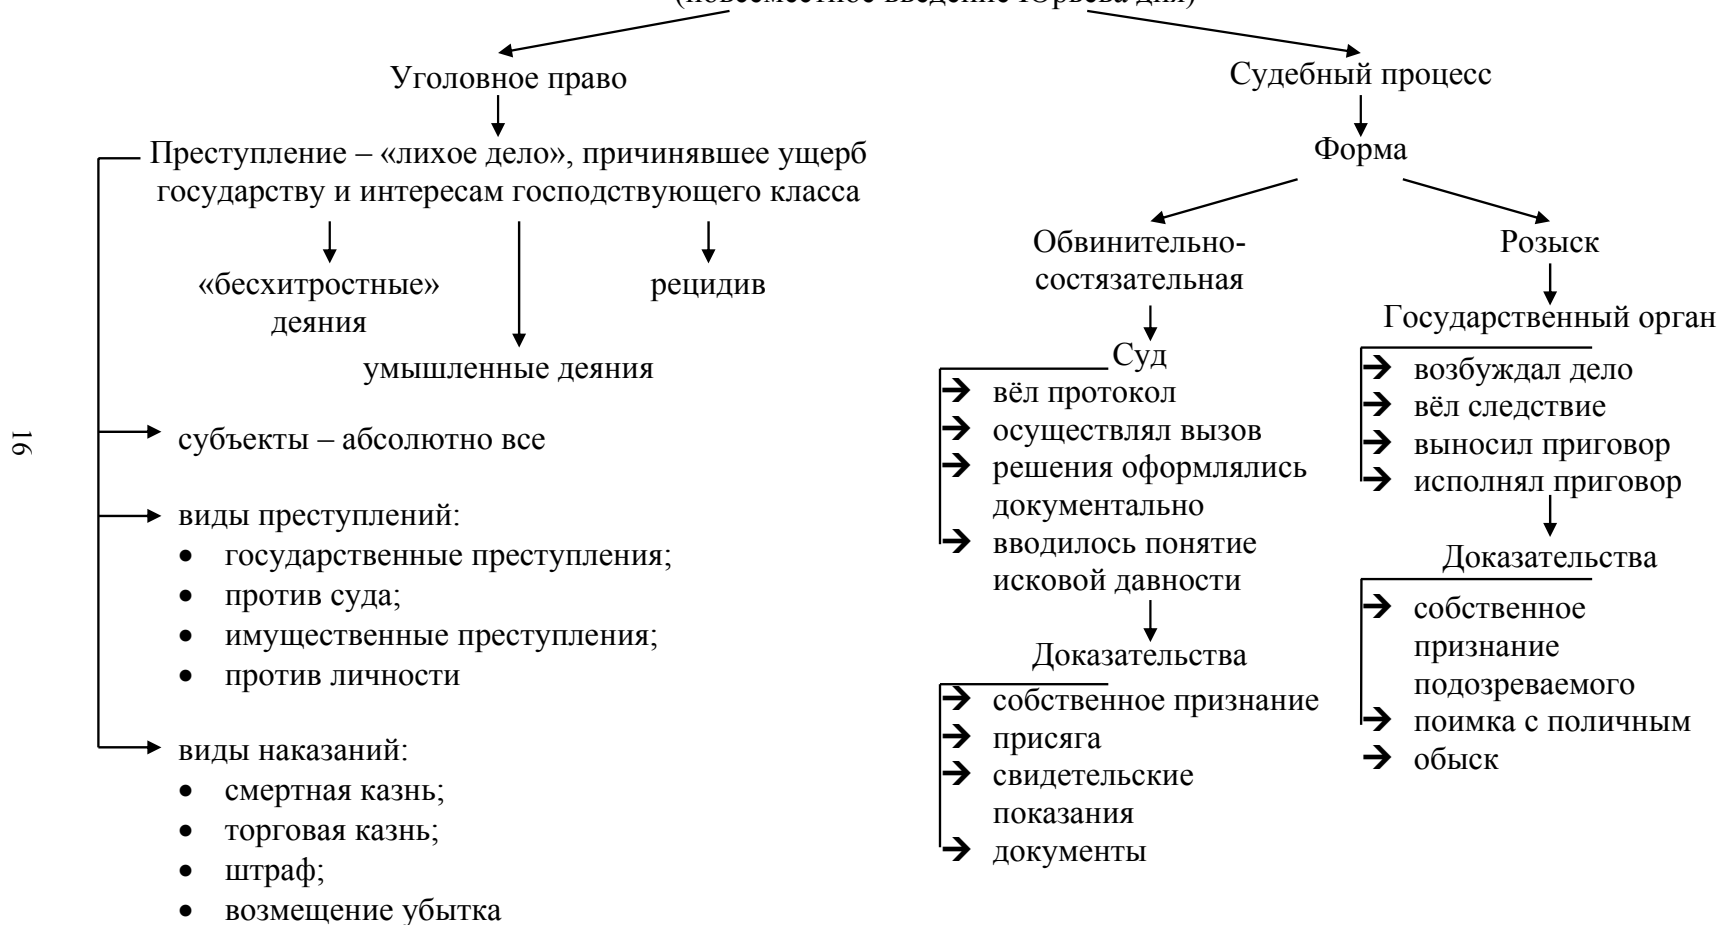 (повсеместное введение Юрьева дня)
Уголовное право
Преступление – «лихое дело», причинявшее ущерб
государству и интересам господствующего класса
«бесхитростные»
деяния
рецидив
умышленные деяния
субъекты – абсолютно все
виды преступлений:
• государственные преступления;
• против суда;
• имущественные преступления;
• против личности
виды наказаний:
• смертная казнь;
• торговая казнь;
• штраф;
• возмещение убытка
Судебный процесс
Форма
Обвинительно-
состязательная
Суд
вёл протокол
осуществлял вызов
решения оформлялись
документально
вводилось понятие
исковой давности
Доказательства
собственное признание
присяга
свидетельские
показания
документы
Розыск
Государственный орган
возбуждал дело
вёл следствие
выносил приговор
исполнял приговор
Доказательства
собственное
признание
подозреваемого
поимка с поличным
обыск
16